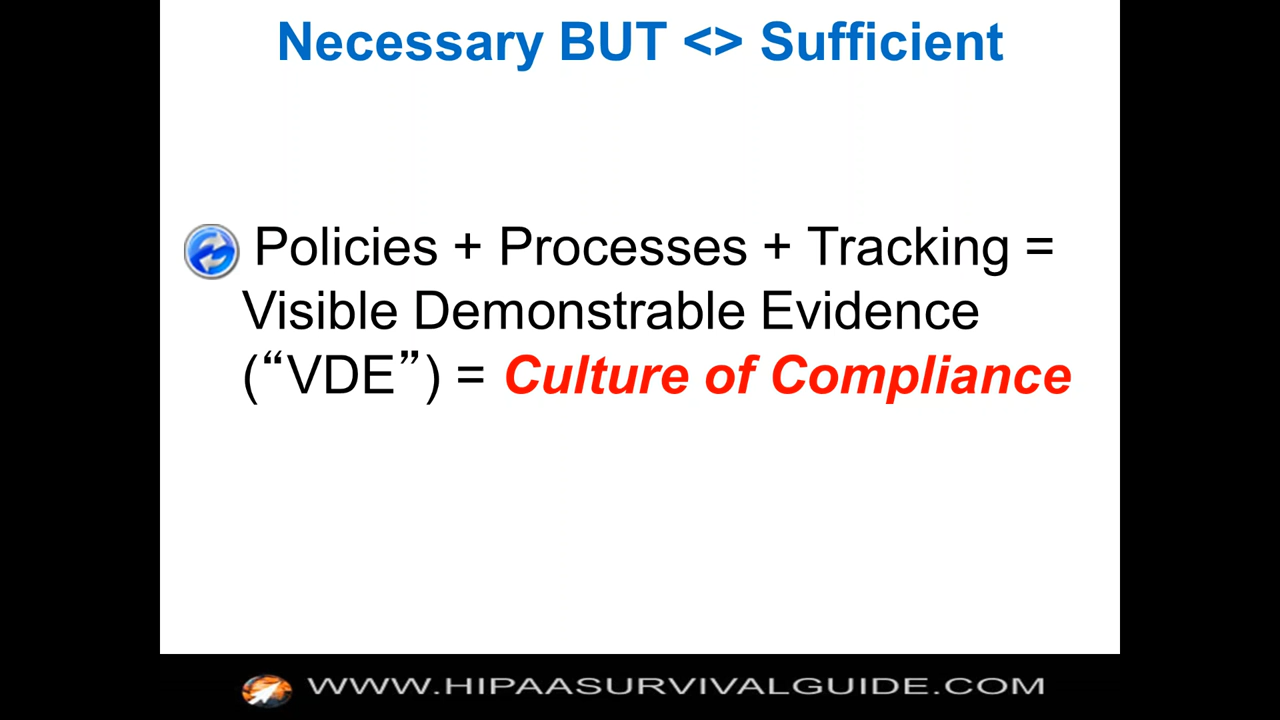 Necessary BUT <> Sufficient
Policies + Processes + Tracking =
Visible Demonstrable Evidence
(“VDE”) = Culture of Compliance
WWW.HIPAASURVIVALGUIDE.COM